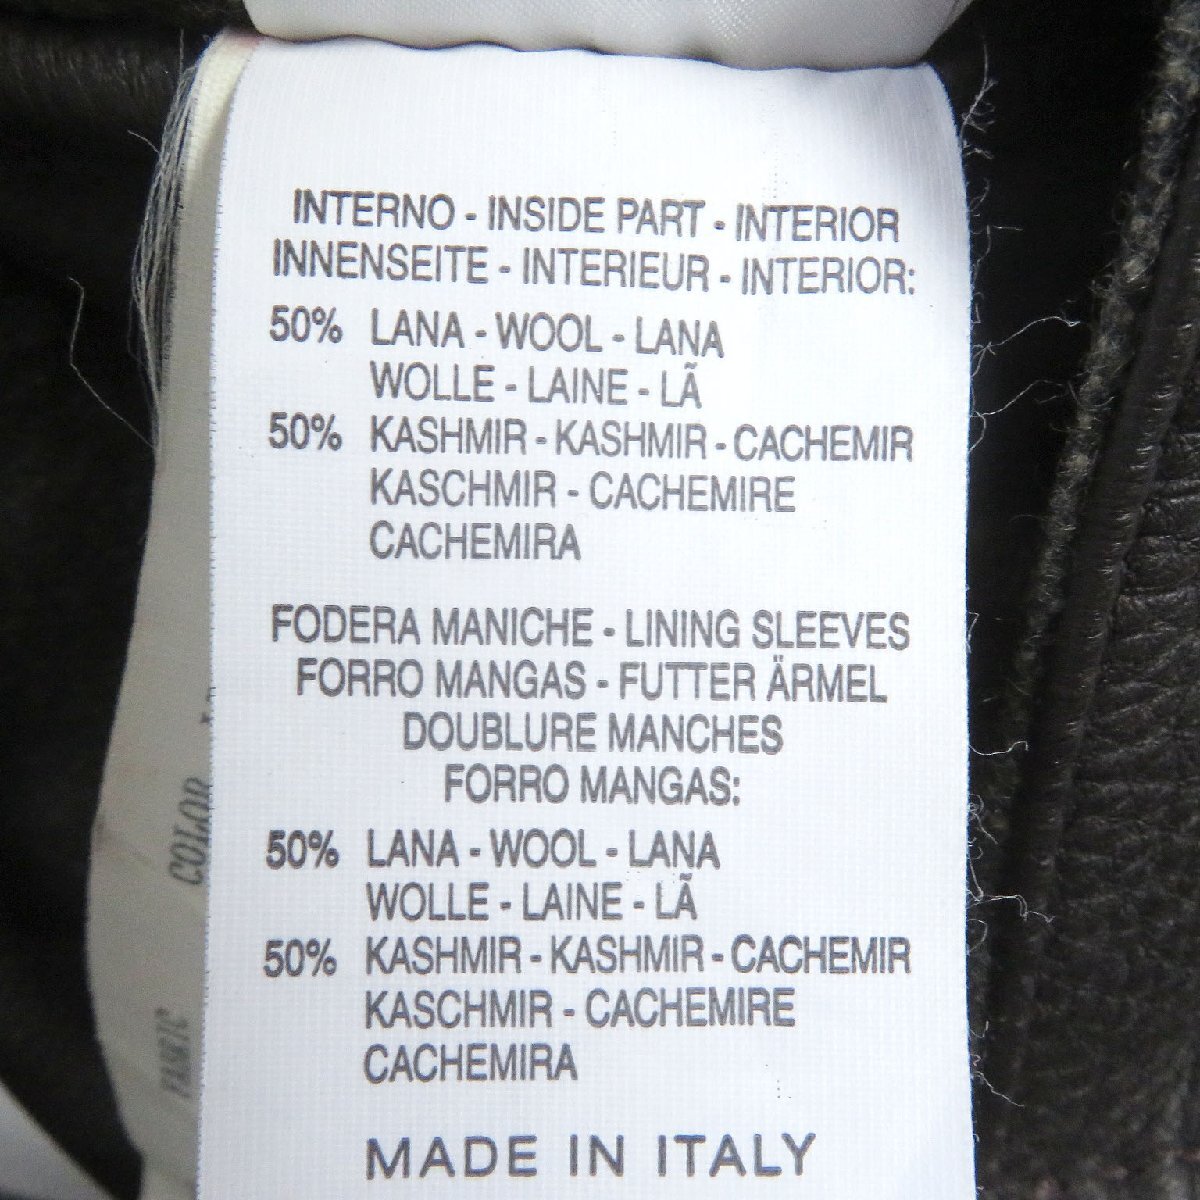 INTERNO - INSIDE PART - INTERIOR
INNENSEITE - INTERIEUR - INTERIOR:
50% LANA - WOOL - LANA
WOLLE - LAINE - LÃ
50% KASHMIR - KASHMIR - CACHEMIR
KASCHMIR - CACHEMIRE
CACHEMIRA
FODERA MANICHE - LINING SLEEVES
FORRO MANGAS - FUTTER ÄRMEL
DOUBLURE MANCHES
FORRO MANGAS:
50% LANA - WOOL - LANA
WOLLE - LAINE - LÃ
50% KASHMIR - KASHMIR - CACHEMIR
KASCHMIR - CACHEMIRE
CACHEMIRA
MADE IN ITALY
COLOR
FABRIC